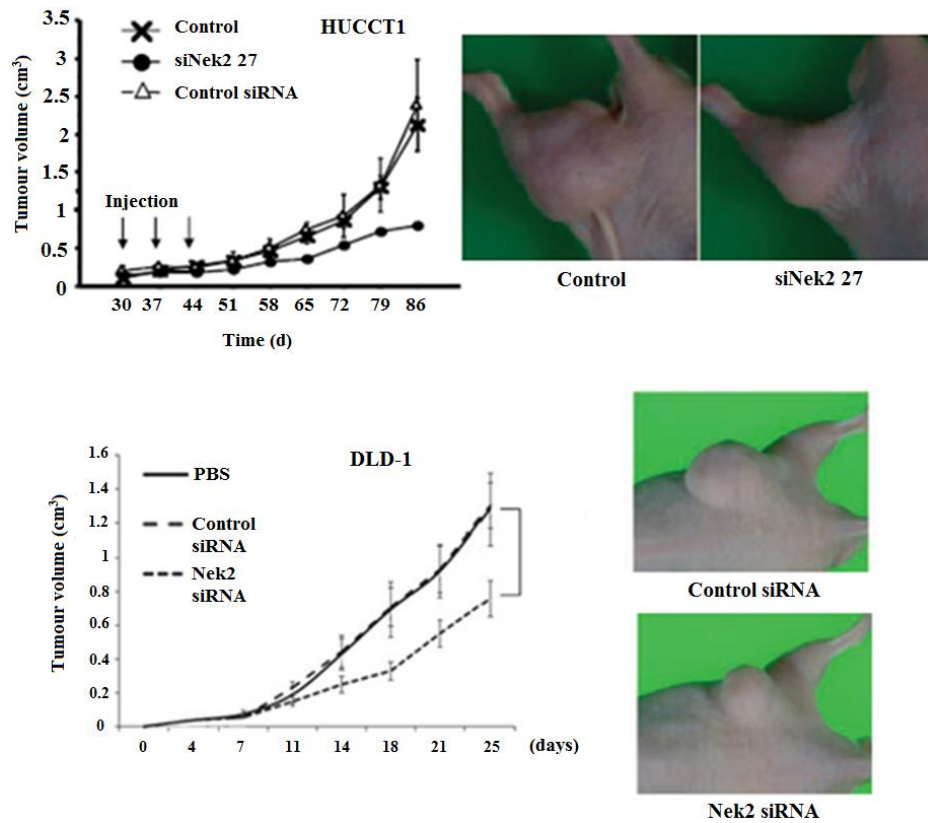 HUCCT1
Control
siNek2 27
Control siRNA
Injection
Tumour volume (cm3)
3.5
3
2.5
2
1.5
1
0.5
0
30 37 44 51 58 65 72 79 86
Time (d)
Control
siNek2 27
DLD-1
PBS
Control
siRNA
Nek2
siRNA
Tumour volume (cm3)
1.6
1.4
1.2
1
0.8
0.6
0.4
0.2
0
0 4 7 11 14 18 21 25 (days)
Control siRNA
Nek2 siRNA